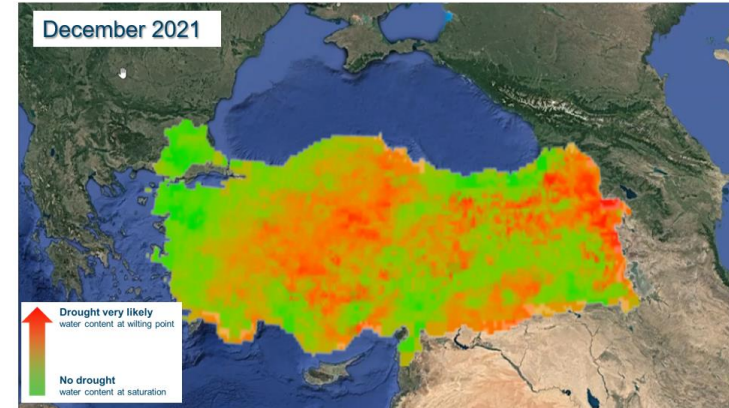 December 2021
Drought very likely
water content at wilting point
No drought
water content at saturation